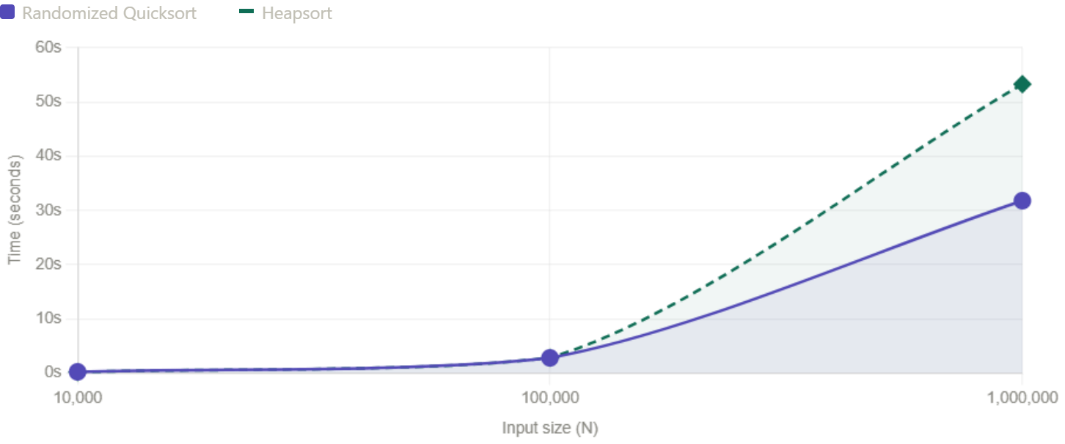 Randomized Quicksort Heapsort
60s
50s
40s
30s
20s
10s
0s
Time (seconds)
10,000 100,000 1,000,000
Input size (N)